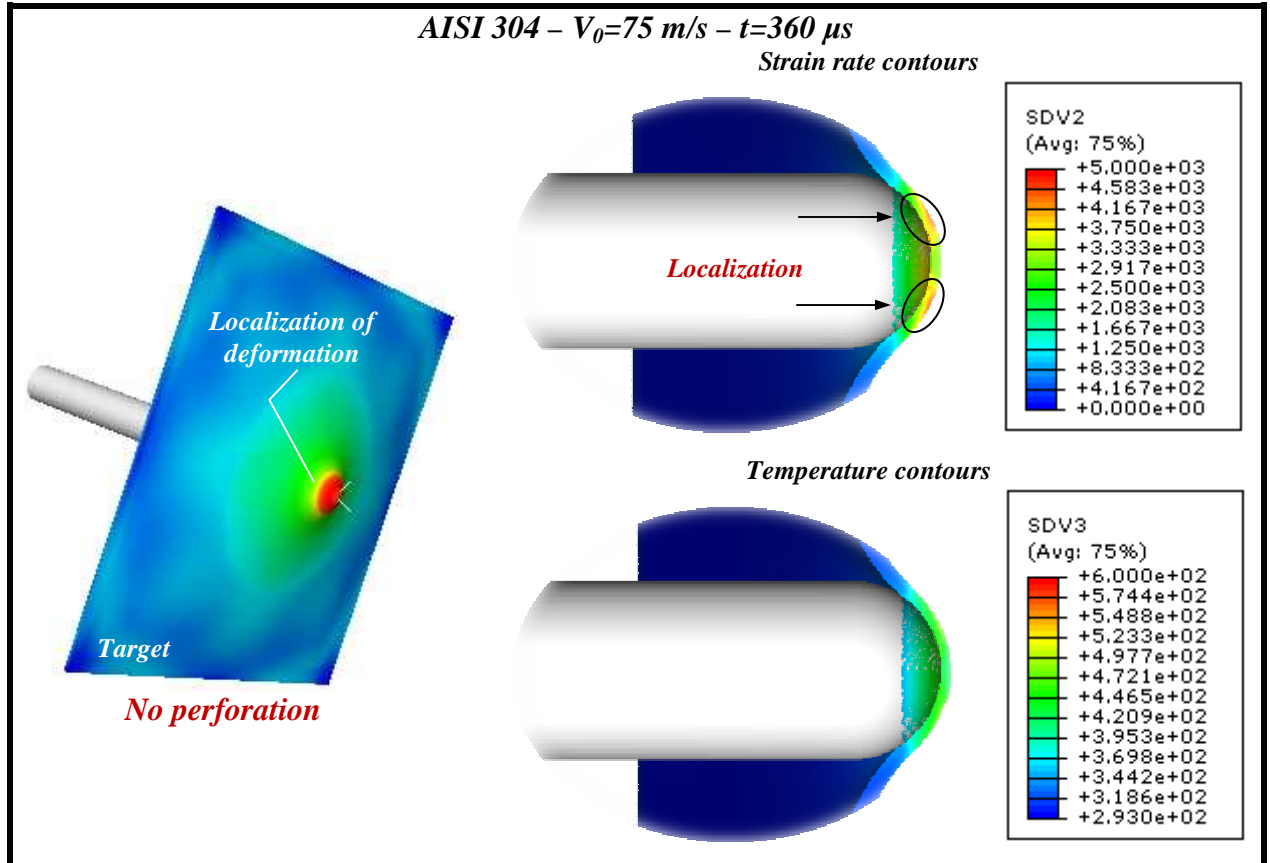 AISI 304 – V0=75 m/s – t=360 μs
Strain rate contours
SDV2
(Avg: 75%)
+5.000e+03
+4.583e+03
+4.167e+03
+3.750e+03
+3.333e+03
+2.917e+03
+2.500e+03
+2.083e+03
+1.667e+03
+1.250e+03
+8.333e+02
+4.167e+02
+0.000e+00
Localization
Localization of
deformation
Target
No perforation
Temperature contours
SDV3
(Avg: 75%)
+6.000e+02
+5.744e+02
+5.488e+02
+5.233e+02
+4.977e+02
+4.721e+02
+4.465e+02
+4.209e+02
+3.953e+02
+3.698e+02
+3.442e+02
+3.186e+02
+2.930e+02